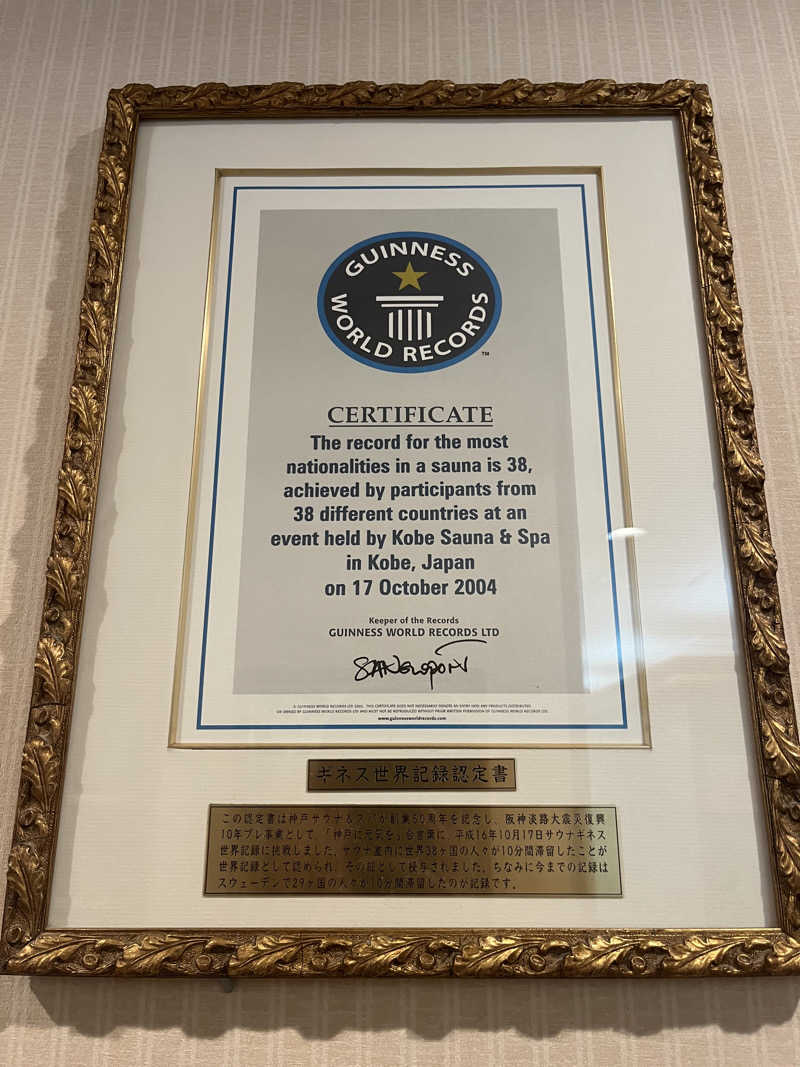 GUINNESS
WORLD RECORDS
TM
CERTIFICATE
The record for the most
nationalities in a sauna is 38,
achieved by participants from
38 different countries at an
event held by Kobe Sauna & Spa
in Kobe, Japan
on 17 October 2004
Keeper of the Records
GUINNESS WORLD RECORDS LTD
www.guinnessworldrecords.com
ギネス世界記録認定書
この認定書は神戸サウナ&スパが創業50周年を記念し、阪神淡路大震災復興
10年プレ事業として、「神戸に元気を」合言葉に、平成16年10月17日サウナギネス
世界記録に挑戦しました。サウナ室内に世界38ヶ国の人々が10分間滞留したことが
世界記録として認められ、その証として授与されました。ちなみに今までの記録は
スウェーデンで29ヶ国の人々が10分間滞留したのが記録です。